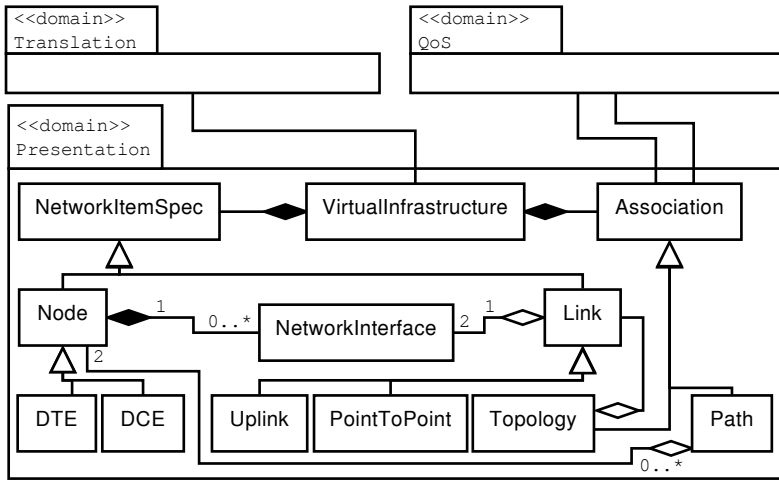 <<domain>>
Translation
<<domain>>
QoS
<<domain>>
Presentation
NetworkItemSpec
VirtualInfrastructure
Association
Node
1
0..*
NetworkInterface
2
1
Link
2
DTE
DCE
Uplink
PointToPoint
Topology
Path
0..*